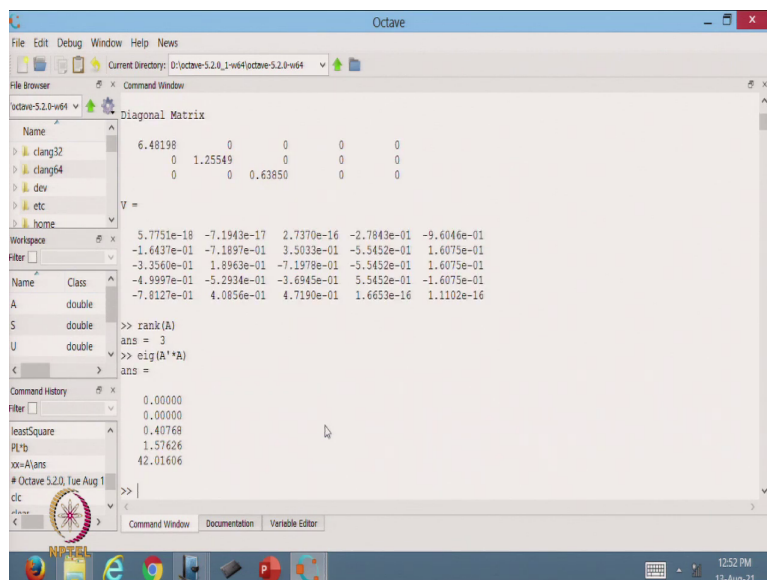 Octave
File Edit Debug Window Help News
Current Directory: D:\octave-5.2.0_1-w64\octave-5.2.0-w64
File Browser
Command Window
'octave-5.2.0-w64
Name
clang32
clang64
dev
etc
home
Workspace
Filter
Name Class
A double
S double
U double
Command History
Filter
leastSquare
PL*b
xx=A\ans
# Octave 5.2.0, Tue Aug 1
clc
Diagonal Matrix
6.48198 0 0 0 0
0 1.25549 0 0 0
0 0 0.63850 0 0
V =
5.7751e-18 -7.1943e-17 2.7370e-16 -2.7843e-01 -9.6046e-01
-1.6437e-01 -7.1897e-01 3.5033e-01 -5.5452e-01 1.6075e-01
-3.3560e-01 1.8963e-01 -7.1978e-01 -5.5452e-01 1.6075e-01
-4.9997e-01 -5.2934e-01 -3.6945e-01 5.5452e-01 -1.6075e-01
-7.8127e-01 4.0856e-01 4.7190e-01 1.6653e-16 1.1102e-16
>> rank(A)
ans = 3
>> eig(A'*A)
ans =
0.00000
0.00000
0.40768
1.57626
42.01606
>>
Command Window Documentation Variable Editor
NPTEL
12:52 PM
13-Aug-21